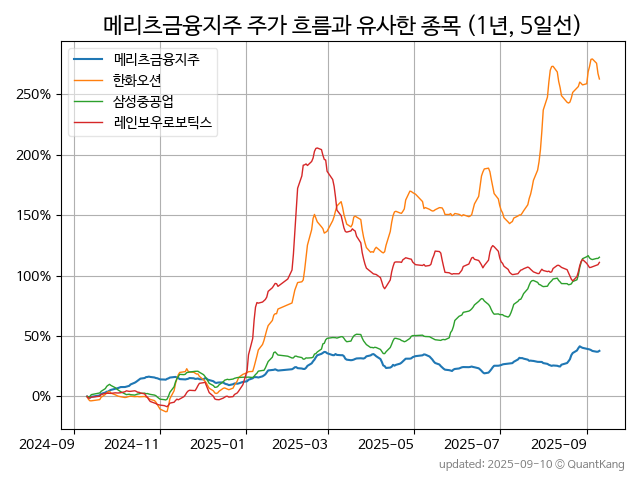 메리츠금융지주 주가 흐름과 유사한 종목 (1년, 5일선)
메리츠금융지주
한화오션
삼성중공업
레인보우로보틱스
250%
200%
150%
100%
50%
0%
2024-09 2024-11 2025-01 2025-03 2025-05 2025-07 2025-09
updated: 2025-09-10 © QuantKang